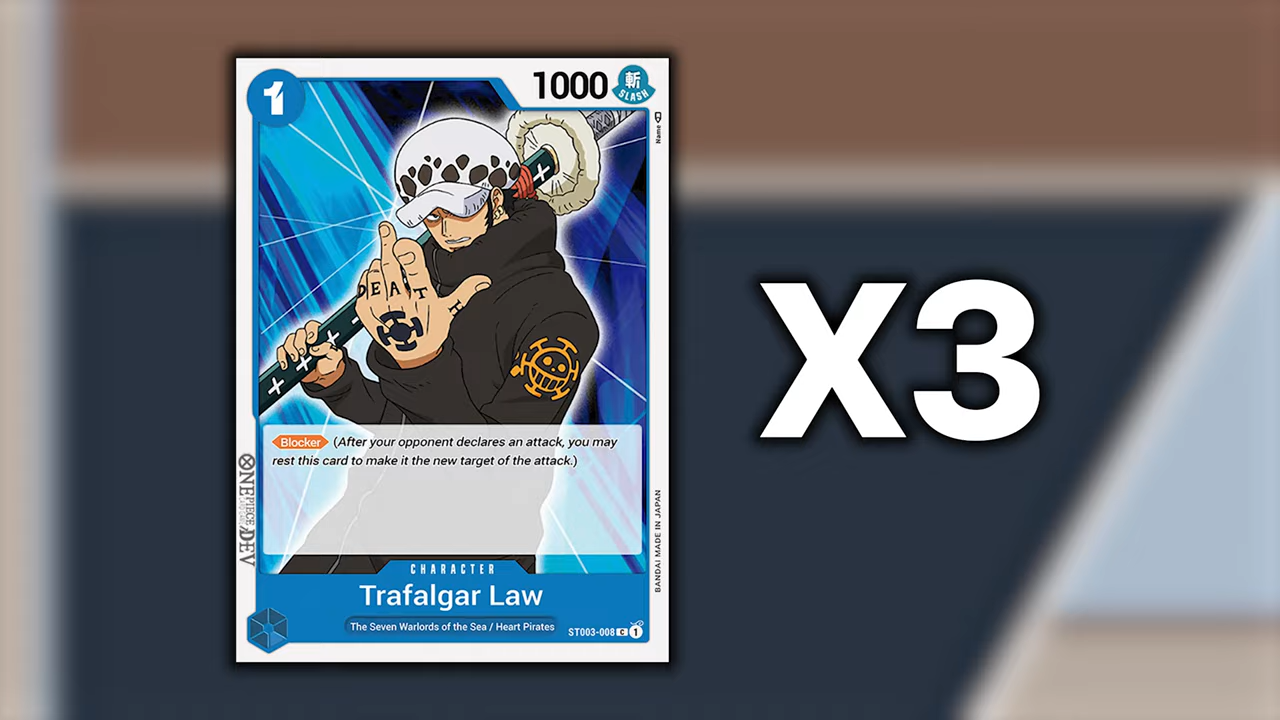 1
1000
斬
SLASH
Name
DEATH
Blocker (After your opponent declares an attack, you may
rest this card to make it the new target of the attack.)
ONE PIECE DEV
BANDAI MADE IN JAPAN
CHARACTER
Trafalgar Law
The Seven Warlords of the Sea / Heart Pirates
ST003-008 C 1
X3